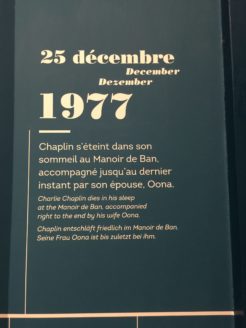 25 décembre
December
Dezember
1977
Chaplin s'éteint dans son
sommeil au Manoir de Ban,
accompagné jusqu'au dernier
instant par son épouse, Oona.
Charlie Chaplin dies in his sleep
at the Manoir de Ban, accompanied
right to the end by his wife Oona.
Chaplin entschläft friedlich im Manoir de Ban.
Seine Frau Oona ist bis zuletzt bei ihm.